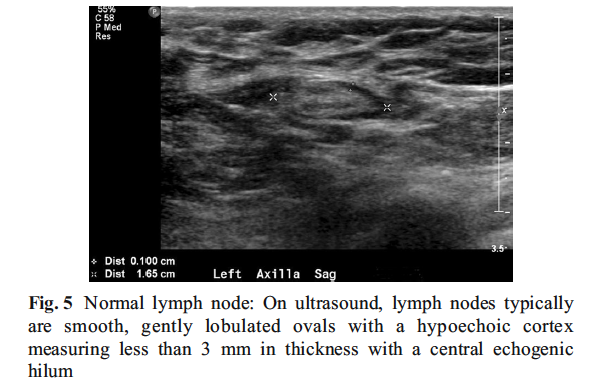 55%
C 58
P Med
Res
P
x
3.5
✧ Dist 0.100 cm
⁙ Dist 1.65 cm
Left Axilla Sag
Fig. 5 Normal lymph node: On ultrasound, lymph nodes typically
are smooth, gently lobulated ovals with a hypoechoic cortex
measuring less than 3 mm in thickness with a central echogenic
hilum